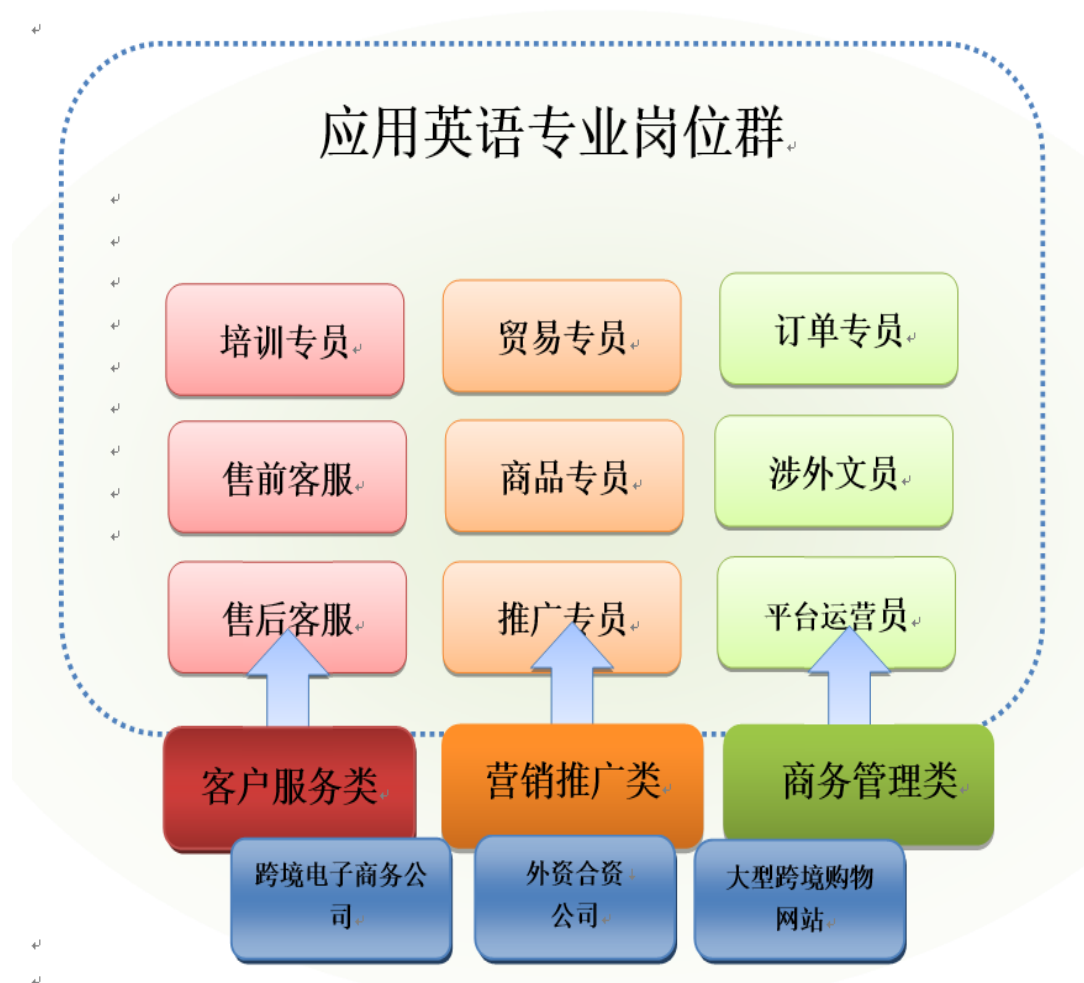 应用英语专业岗位群
培训专员
贸易专员
订单专员
售前客服
商品专员
涉外文员
售后客服
推广专员
平台运营员
客户服务类
营销推广类
商务管理类
跨境电子商务公
司
外资合资
公司
大型跨境购物
网站